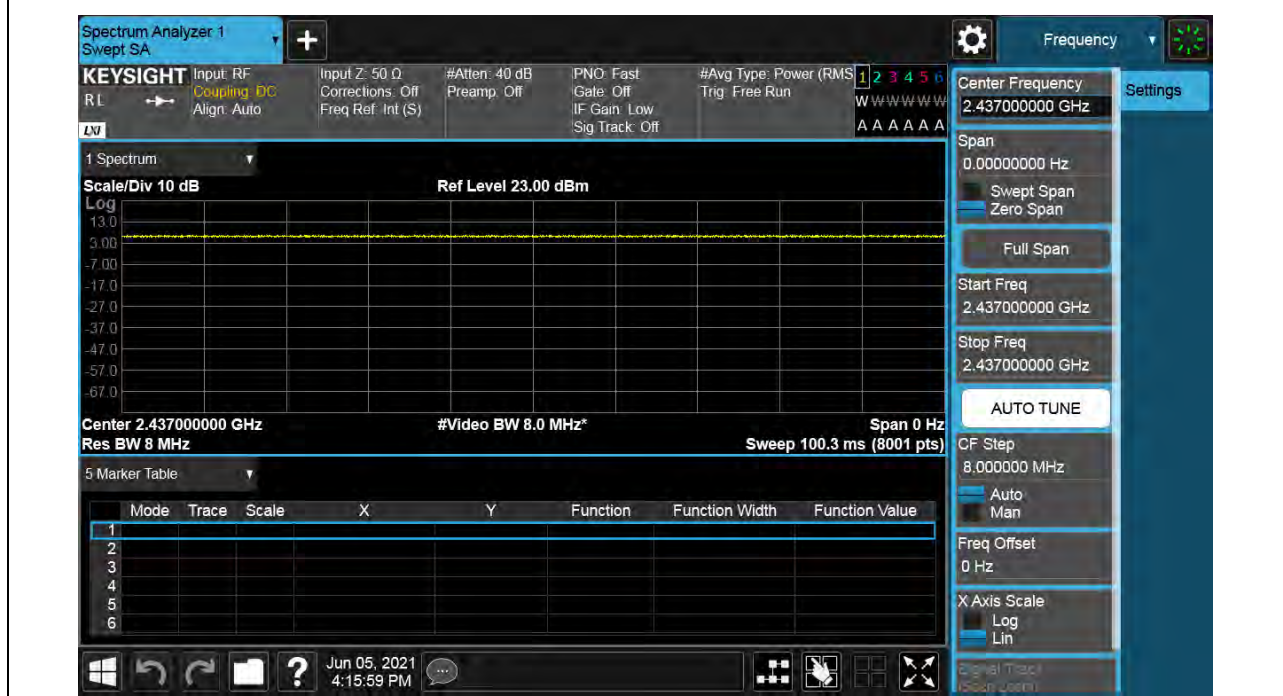 Spectrum Analyzer 1
Swept SA
Frequency
KEYSIGHT
RL
LXI
Input: RF
Coupling: DC
Align: Auto
Input Z: 50 Ω
Corrections: Off
Freq Ref: Int (S)
#Atten: 40 dB
Preamp: Off
PNO: Fast
Gate: Off
IF Gain: Low
Sig Track: Off
#Avg Type: Power (RMS
Trig: Free Run
1 2 3 4 5 6
W W W W W W
A A A A A A
Center Frequency
2.437000000 GHz
Settings
Span
0.00000000 Hz
Swept Span
Zero Span
Full Span
Start Freq
2.437000000 GHz
Stop Freq
2.437000000 GHz
AUTO TUNE
CF Step
8.000000 MHz
Auto
Man
Freq Offset
0 Hz
X Axis Scale
Log
Lin
Signal Track
(Span Zoom)
1 Spectrum
Scale/Div 10 dB
Ref Level 23.00 dBm
Log
13.0
3.00
-7.00
-17.0
-27.0
-37.0
-47.0
-57.0
-67.0
Center 2.437000000 GHz
#Video BW 8.0 MHz*
Span 0 Hz
Res BW 8 MHz
Sweep 100.3 ms (8001 pts)
5 Marker Table
Mode Trace Scale X Y Function Function Width Function Value
1
2
3
4
5
6
Jun 05, 2021
4:15:59 PM